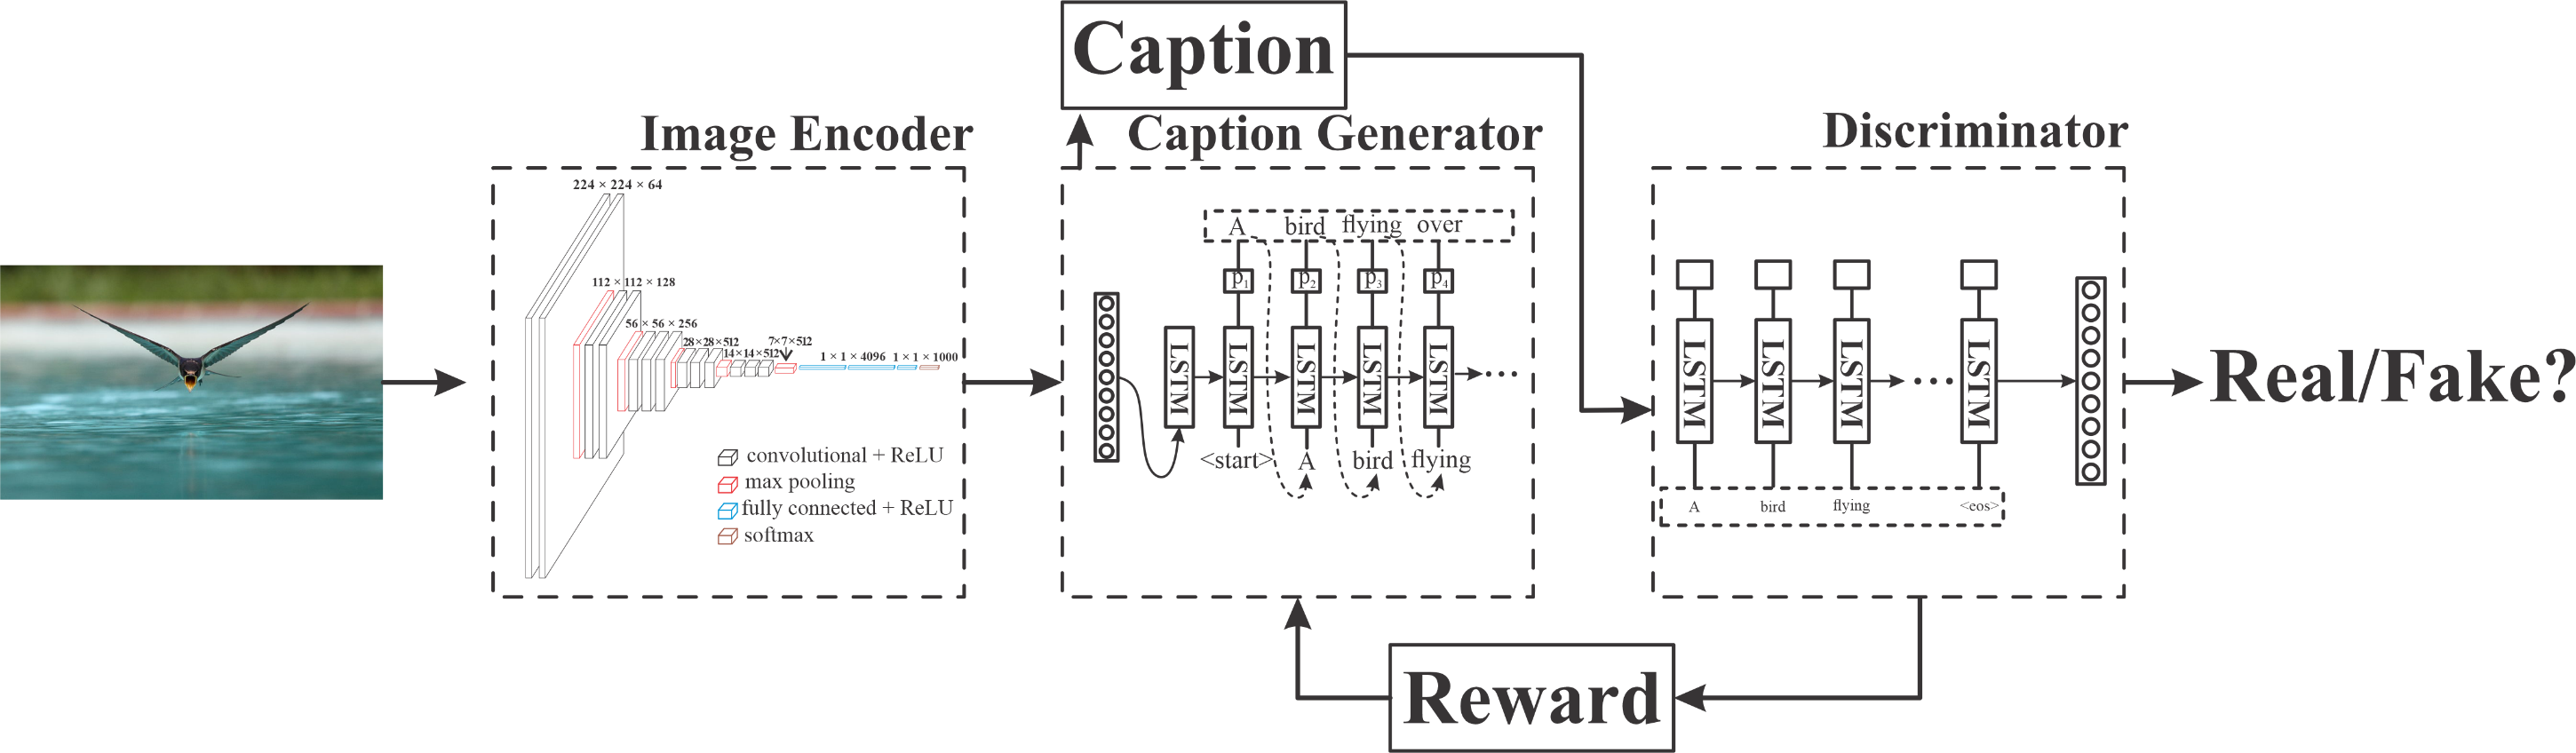 Caption
Image Encoder
Caption Generator
Discriminator
224 × 224 × 64
112 × 112 × 128
56 × 56 × 256
28×28×512
14×14×512
7×7×512
1 × 1 × 4096
1 × 1 × 1000
convolutional + ReLU
max pooling
fully connected + ReLU
softmax
A bird flying over
p1 p2 p3 p4
LSTM LSTM LSTM LSTM LSTM ...
<start> A bird flying
LSTM LSTM LSTM ... LSTM
A bird flying <eos>
Real/Fake?
Reward